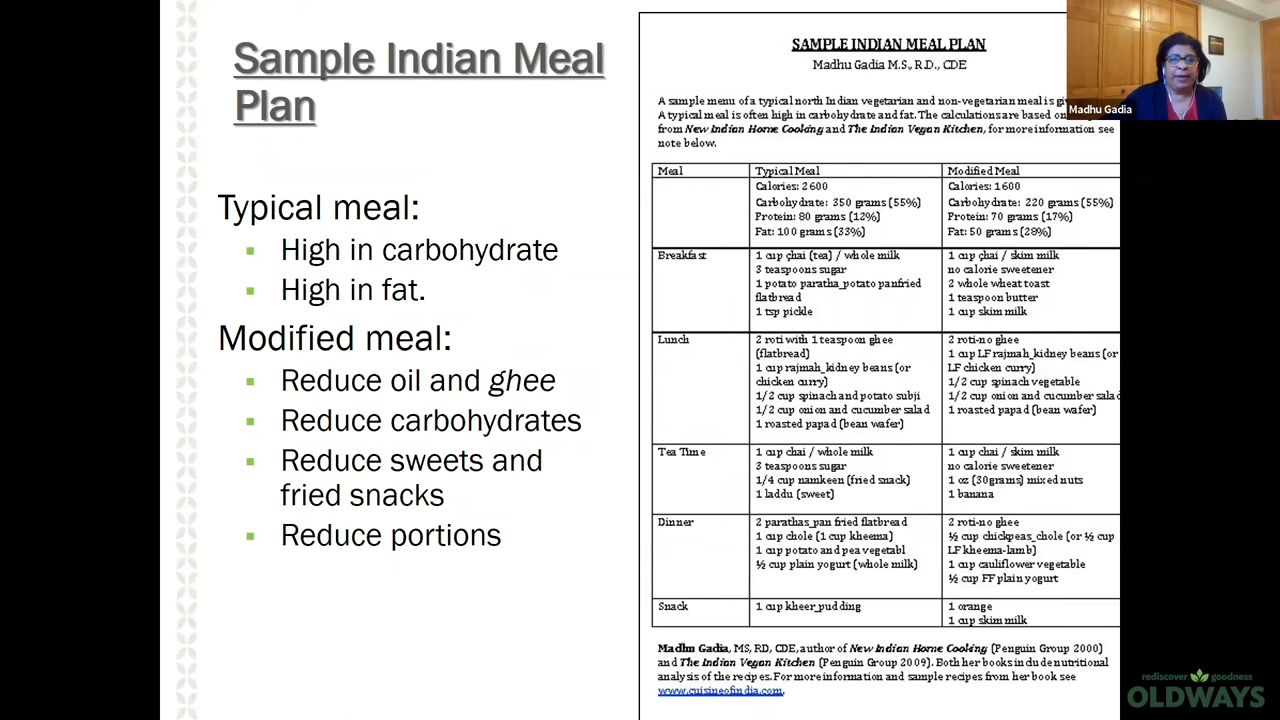 Sample Indian Meal
Plan
Typical meal:
▪ High in carbohydrate
▪ High in fat.
Modified meal:
▪ Reduce oil and ghee
▪ Reduce carbohydrates
▪ Reduce sweets and
fried snacks
▪ Reduce portions
SAMPLE INDIAN MEAL PLAN
Madhu Gadia M.S., R.D., CDE
A sample menu of a typical north Indian vegetarian and non-vegetarian meal is
A typical meal is often high in carbohydrate and fat. The calculations are based on
from New Indian Home Cooking and The Indian Vegan Kitchen, for more information see
note below.
Meal Typical Meal Modified Meal
Calories: 2600 Calories: 1600
Carbohydrate: 350 grams (55%) Carbohydrate: 220 grams (55%)
Protein: 80 grams (12%) Protein: 70 grams (17%)
Fat: 100 grams (33%) Fat: 50 grams (28%)
Breakfast 1 cup chai (tea) / whole milk 1 cup chai / skim milk
3 teaspoons sugar no calorie sweetener
1 potato paratha_potato panfried 2 whole wheat toast
flatbread 1 teaspoon butter
1 tsp pickle 1 cup skim milk
Lunch 2 roti with 1 teaspoon ghee 2 roti-no ghee
(flatbread) 1 cup LF rajmah_kidney beans (or
1 cup rajmah_kidney beans (or LF chicken curry)
chicken curry) 1/2 cup spinach vegetable
1/2 cup spinach and potato subji 1/2 cup onion and cucumber salad
1/2 cup onion and cucumber salad 1 roasted papad (bean wafer)
1 roasted papad (bean wafer)
Tea Time 1 cup chai / whole milk 1 cup chai / skim milk
3 teaspoons sugar no calorie sweetener
1/4 cup namkeen (fried snack) 1 oz (30grams) mixed nuts
1 laddu (sweet) 1 banana
Dinner 2 parathas_pan fried flatbread 2 roti-no ghee
1 cup chole (1 cup kheema) ½ cup chickpeas_chole (or ½ cup
1 cup potato and pea vegetabl LF kheema-lamb)
½ cup plain yogurt (whole milk) 1 cup cauliflower vegetable
½ cup FF plain yogurt
Snack 1 cup kheer_pudding 1 orange
1 cup skim milk
Madhu Gadia, MS, RD, CDE, author of New Indian Home Cooking (Penguin Group 2000)
and The Indian Vegan Kitchen (Penguin Group 2009). Both her books include nutritional
analysis of the recipes. For more information and sample recipes from her book see
www.cuisineofindia.com.
Madhu Gadia
rediscover goodness
OLDWAYS